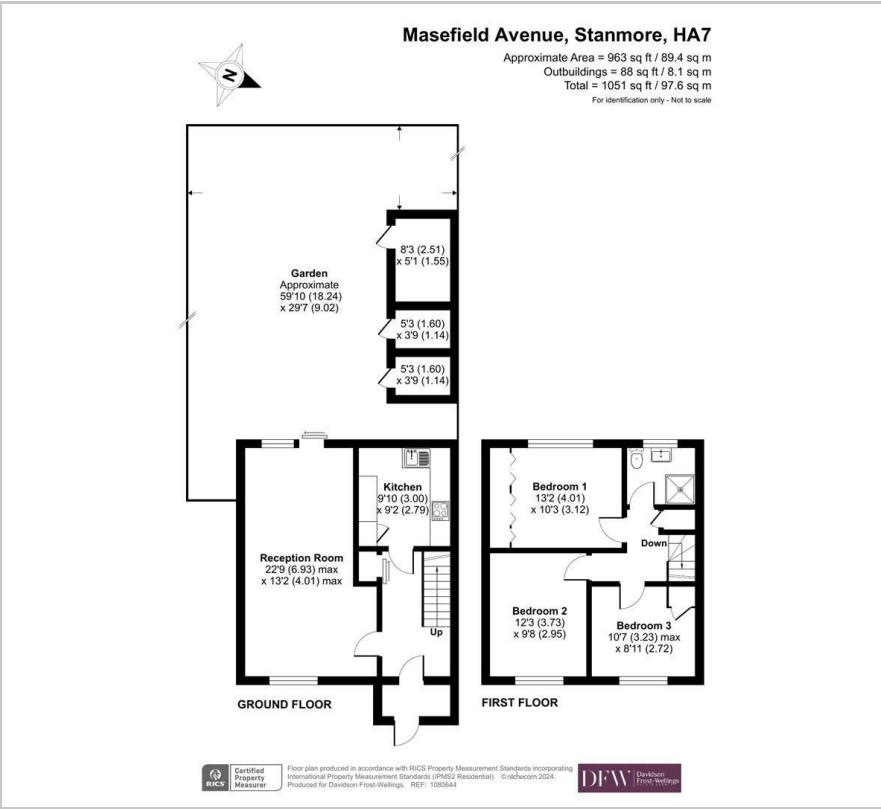 Masefield Avenue, Stanmore, HA7
Approximate Area = 963 sq ft / 89.4 sq m
Outbuildings = 88 sq ft / 8.1 sq m
Total = 1051 sq ft / 97.6 sq m
For identification only - Not to scale
N
8'3 (2.51)
x 5'1 (1.55)
Garden
Approximate
59'10 (18.24)
x 29'7 (9.02)
5'3 (1.60)
x 3'9 (1.14)
5'3 (1.60)
x 3'9 (1.14)
Kitchen
9'10 (3.00)
x 9'2 (2.79)
Reception Room
22'9 (6.93) max
x 13'2 (4.01) max
Up
GROUND FLOOR
Bedroom 1
13'2 (4.01)
x 10'3 (3.12)
Down
Bedroom 2
12'3 (3.73)
x 9'8 (2.95)
Bedroom 3
10'7 (3.23) max
x 8'11 (2.72)
FIRST FLOOR
RICS
Certified
Property
Measurer
Floor plan produced in accordance with RICS Property Measurement Standards incorporating
International Property Measurement Standards (IPMS2 Residential). © nichecom 2024.
Produced for Davidson Frost-Wellings. REF: 1080644
DFW
Davidson
Frost-Wellings